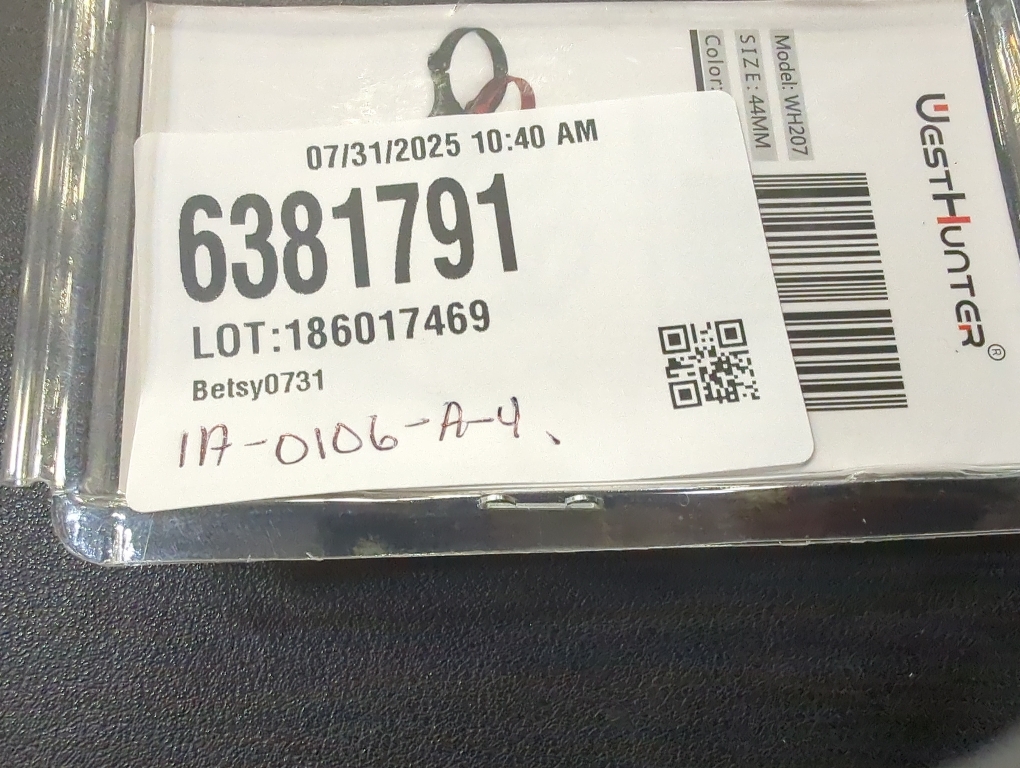 07/31/2025 10:40 AM
6381791
LOT:186017469
Betsy0731
1A-0106-A-4
Model: WH207
SIZE: 44MM
Color:
WESTHUNTER®